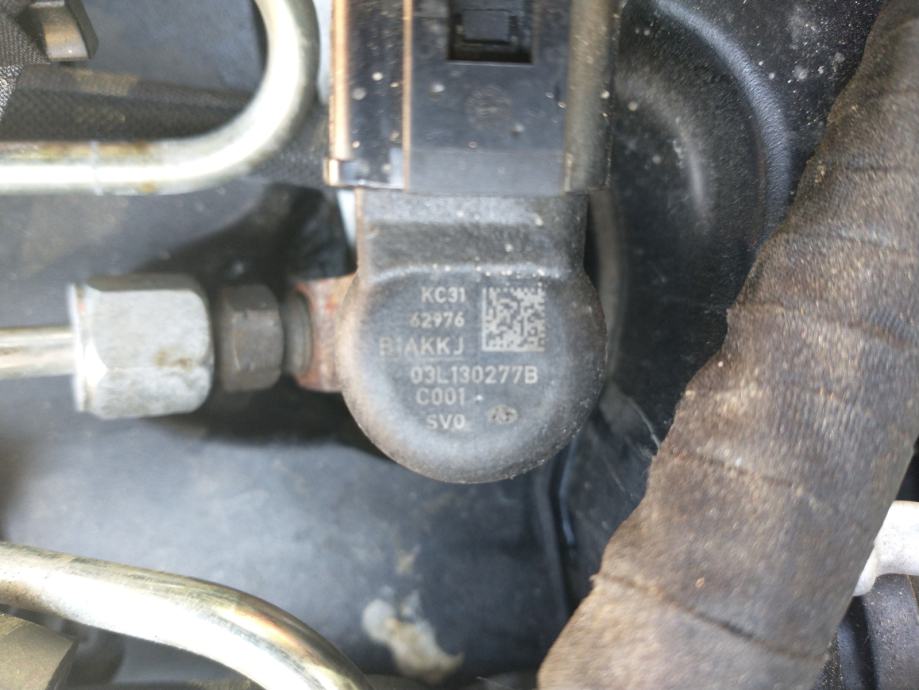 KC31
62976
B1AKKJ
03L130277B
C001
SV0